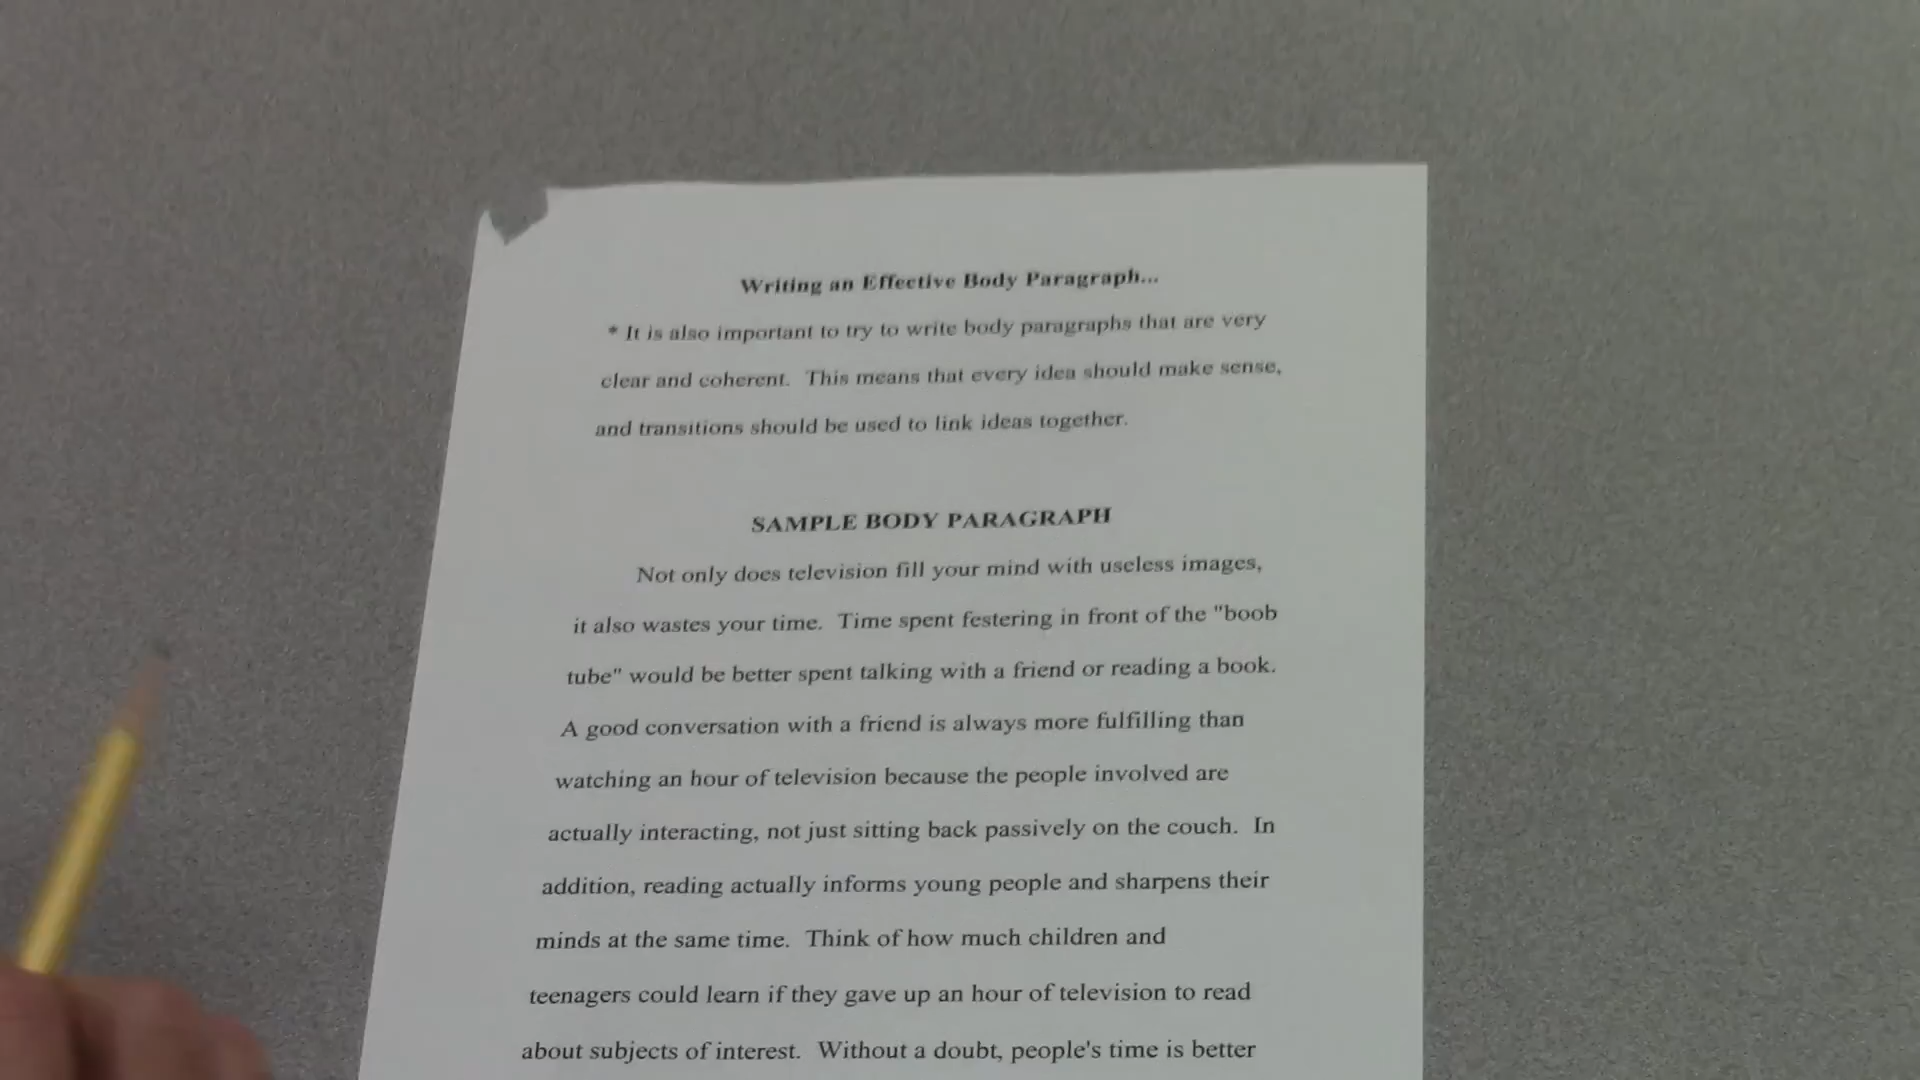 Writing an Effective Body Paragraph...
* It is also important to try to write body paragraphs that are very
clear and coherent. This means that every idea should make sense,
and transitions should be used to link ideas together.
SAMPLE BODY PARAGRAPH
Not only does television fill your mind with useless images,
it also wastes your time. Time spent festering in front of the "boob
tube" would be better spent talking with a friend or reading a book.
A good conversation with a friend is always more fulfilling than
watching an hour of television because the people involved are
actually interacting, not just sitting back passively on the couch. In
addition, reading actually informs young people and sharpens their
minds at the same time. Think of how much children and
teenagers could learn if they gave up an hour of television to read
about subjects of interest. Without a doubt, people's time is better